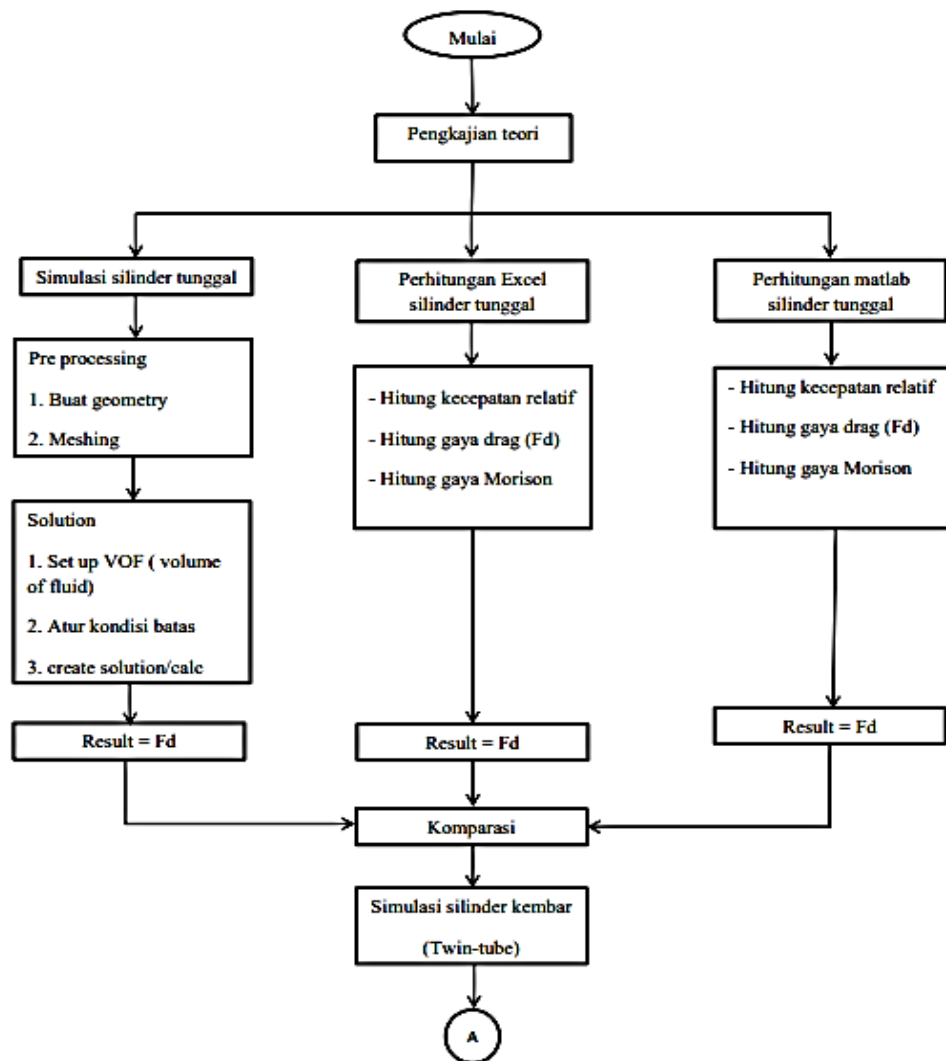 Mulai
Pengkajian teori
Simulasi silinder tunggal
Pre processing
1. Buat geometry
2. Meshing
Solution
1. Set up VOF ( volume
of fluid)
2. Atur kondisi batas
3. create solution/calc
Result = Fd
Perhitungan Excel
silinder tunggal
- Hitung kecepatan relatif
- Hitung gaya drag (Fd)
- Hitung gaya Morison
Result = Fd
Perhitungan matlab
silinder tunggal
- Hitung kecepatan relatif
- Hitung gaya drag (Fd)
- Hitung gaya Morison
Result = Fd
Komparasi
Simulasi silinder kembar
(Twin-tube)
A